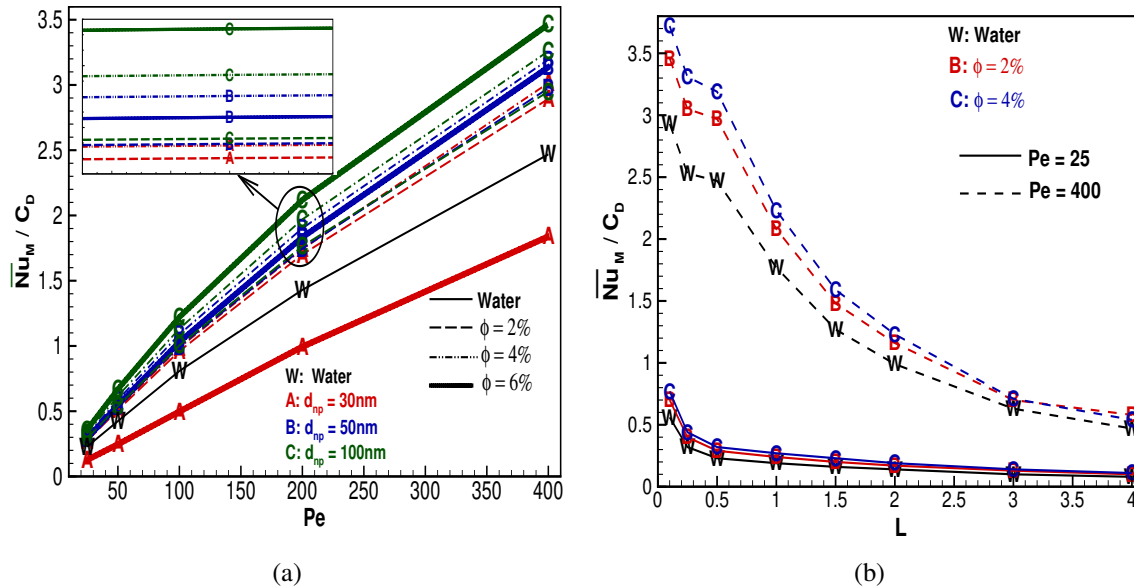 3.5
3
2.5
2
1.5
1
0.5
0
50 100 150 200 250 300 350 400
Pe
Nu_M / C_D
C
C
B
B
C
B
A
Water
ϕ = 2%
ϕ = 4%
ϕ = 6%
W: Water
A: d_np = 30nm
B: d_np = 50nm
C: d_np = 100nm
(a)
3.5
3
2.5
2
1.5
1
0.5
0
0 0.5 1 1.5 2 2.5 3 3.5 4
L
Nu_M / C_D
W: Water
B: ϕ = 2%
C: ϕ = 4%
Pe = 25
Pe = 400
(b)